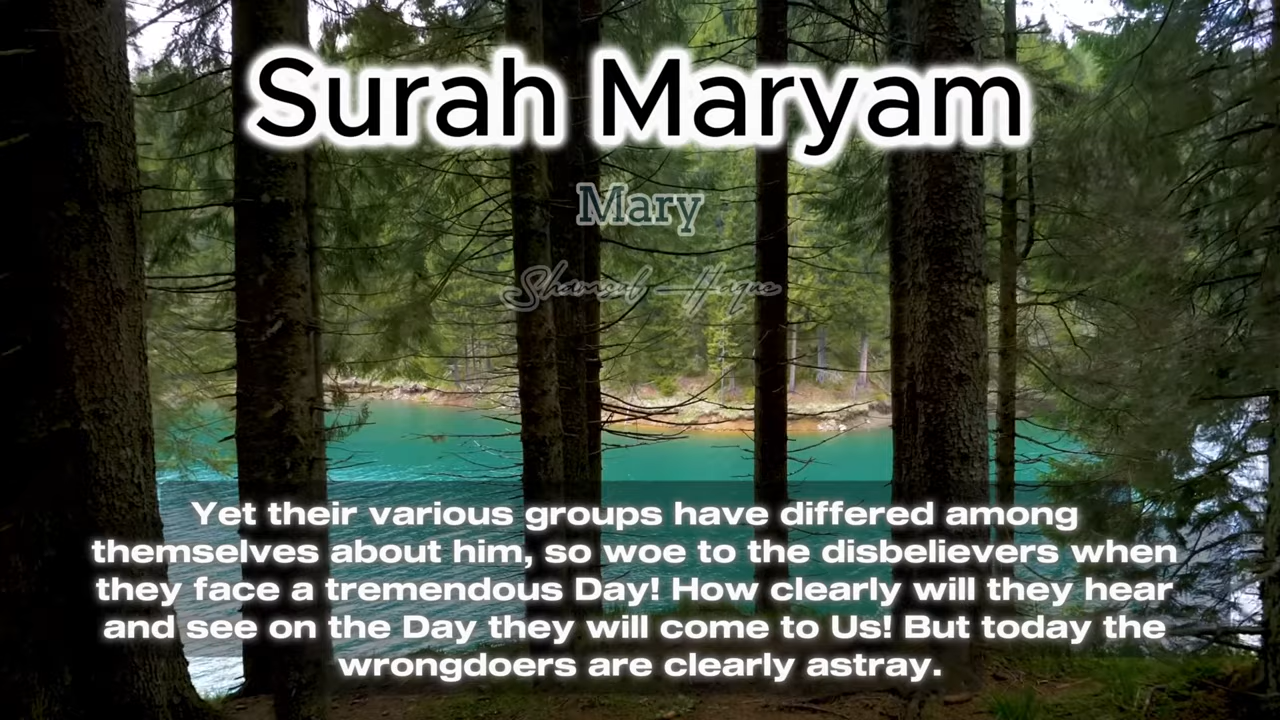 Surah Maryam
Mary
Shamsul Haque
Yet their various groups have differed among
themselves about him, so woe to the disbelievers when
they face a tremendous Day! How clearly will they hear
and see on the Day they will come to Us! But today the
wrongdoers are clearly astray.